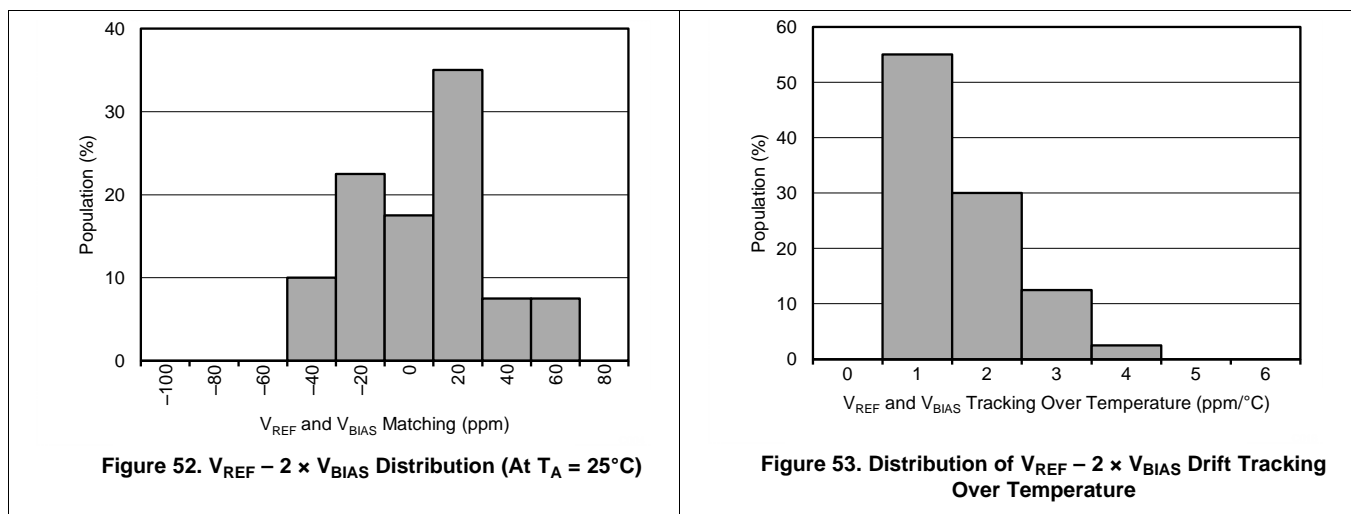 40
30
20
10
0
Population (%)
–100
–80
–60
–40
–20
0
20
40
60
80
VREF and VBIAS Matching (ppm)
Figure 52. VREF – 2 × VBIAS Distribution (At TA = 25°C)
60
50
40
30
20
10
0
Population (%)
0 1 2 3 4 5 6
VREF and VBIAS Tracking Over Temperature (ppm/°C)
Figure 53. Distribution of VREF – 2 × VBIAS Drift Tracking
Over Temperature